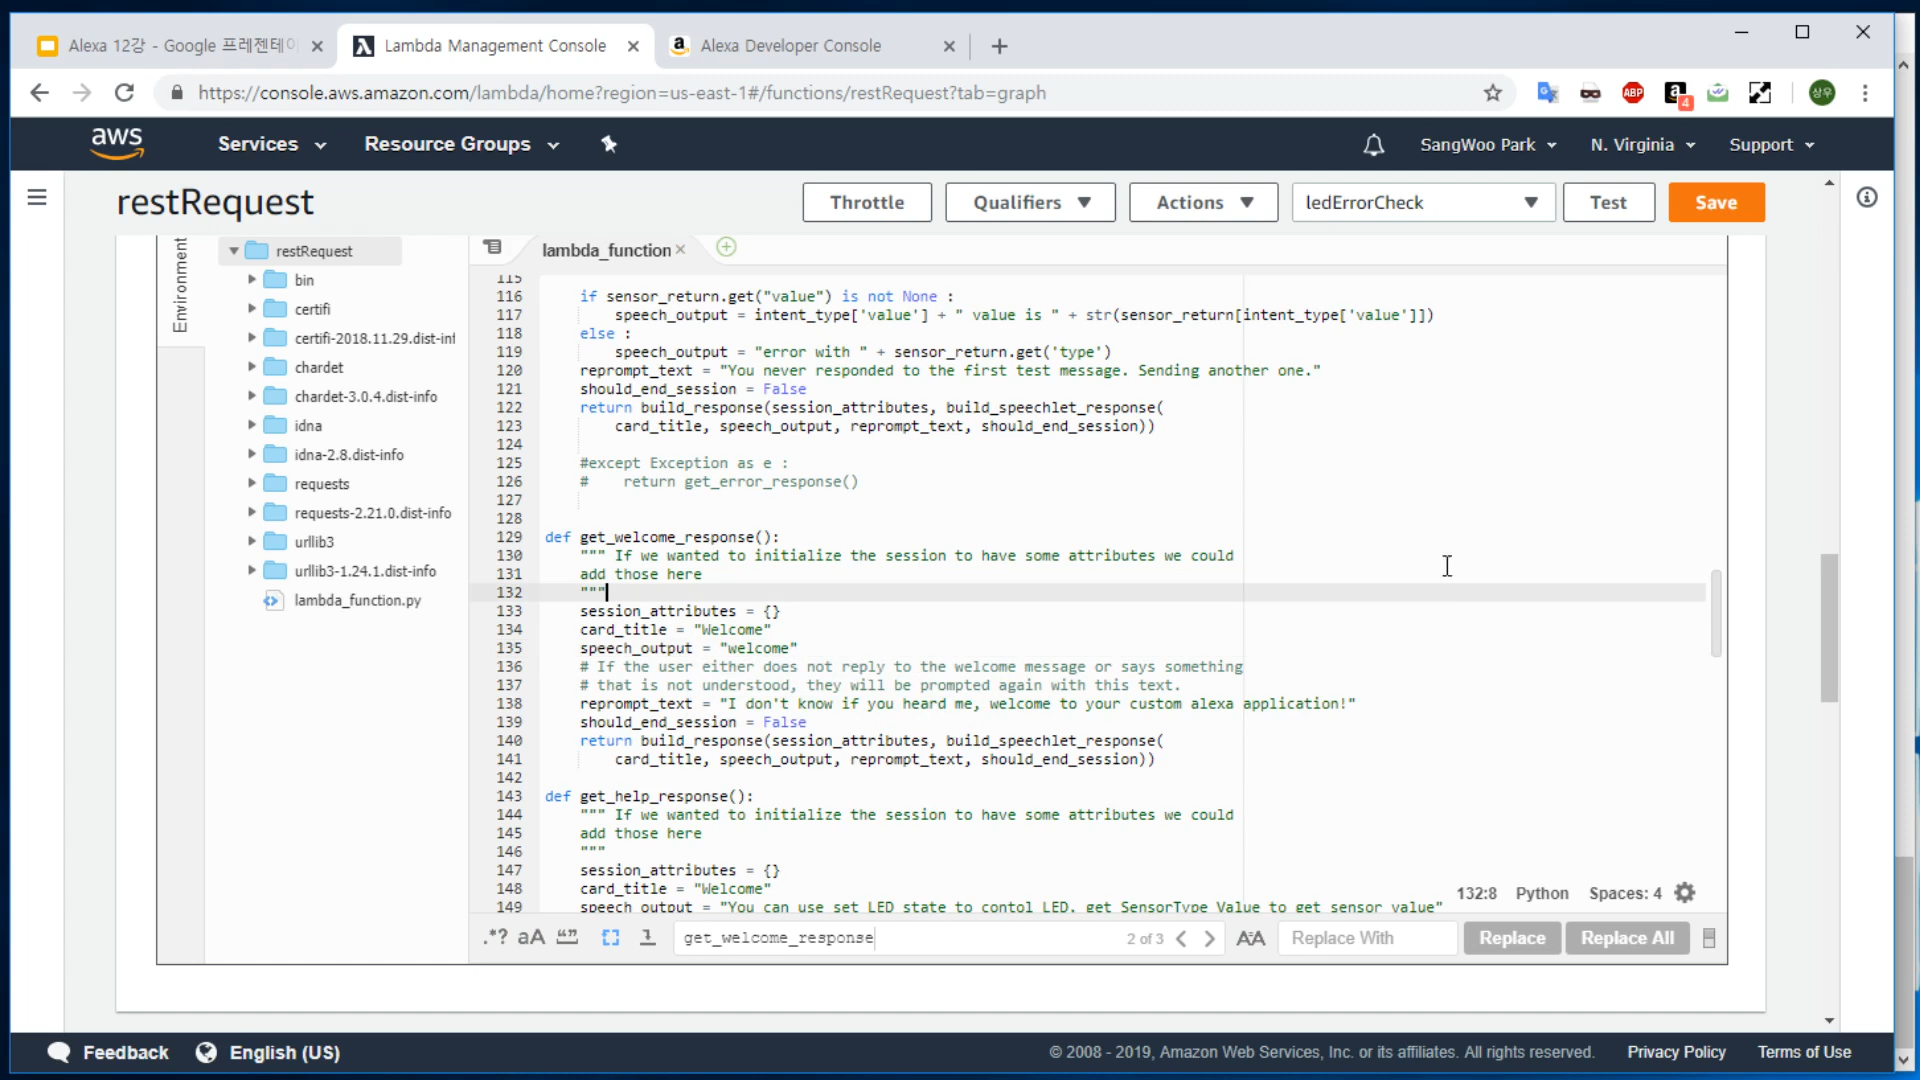 Alexa 12강 - Google 프레젠테이
Lambda Management Console
Alexa Developer Console
https://console.aws.amazon.com/lambda/home?region=us-east-1#/functions/restRequest?tab=graph
ABP
4
상우
aws
Services
Resource Groups
SangWoo Park
N. Virginia
Support
restRequest
Throttle
Qualifiers
Actions
ledErrorCheck
Test
Save
Environment
restRequest
bin
certifi
certifi-2018.11.29.dist-inf
chardet
chardet-3.0.4.dist-info
idna
idna-2.8.dist-info
requests
requests-2.21.0.dist-info
urllib3
urllib3-1.24.1.dist-info
lambda_function.py
lambda_function
115
116 if sensor_return.get("value") is not None :
117 speech_output = intent_type['value'] + " value is " + str(sensor_return[intent_type['value']])
118 else :
119 speech_output = "error with " + sensor_return.get('type')
120 reprompt_text = "You never responded to the first test message. Sending another one."
121 should_end_session = False
122 return build_response(session_attributes, build_speechlet_response(
123 card_title, speech_output, reprompt_text, should_end_session))
124
125 #except Exception as e :
126 # return get_error_response()
127
128
129 def get_welcome_response():
130 """ If we wanted to initialize the session to have some attributes we could
131 add those here
132 """
133 session_attributes = {}
134 card_title = "Welcome"
135 speech_output = "welcome"
136 # If the user either does not reply to the welcome message or says something
137 # that is not understood, they will be prompted again with this text.
138 reprompt_text = "I don't know if you heard me, welcome to your custom alexa application!"
139 should_end_session = False
140 return build_response(session_attributes, build_speechlet_response(
141 card_title, speech_output, reprompt_text, should_end_session))
142
143 def get_help_response():
144 """ If we wanted to initialize the session to have some attributes we could
145 add those here
146 """
147 session_attributes = {}
148 card_title = "Welcome"
149 speech_output = "You can use set LED state to contol LED, get SensorType Value to get sensor value"
132:8 Python Spaces: 4
.*? aA “”
get_welcome_response
2 of 3
AA
Replace With
Replace
Replace All
Feedback
English (US)
© 2008 - 2019, Amazon Web Services, Inc. or its affiliates. All rights reserved.
Privacy Policy
Terms of Use